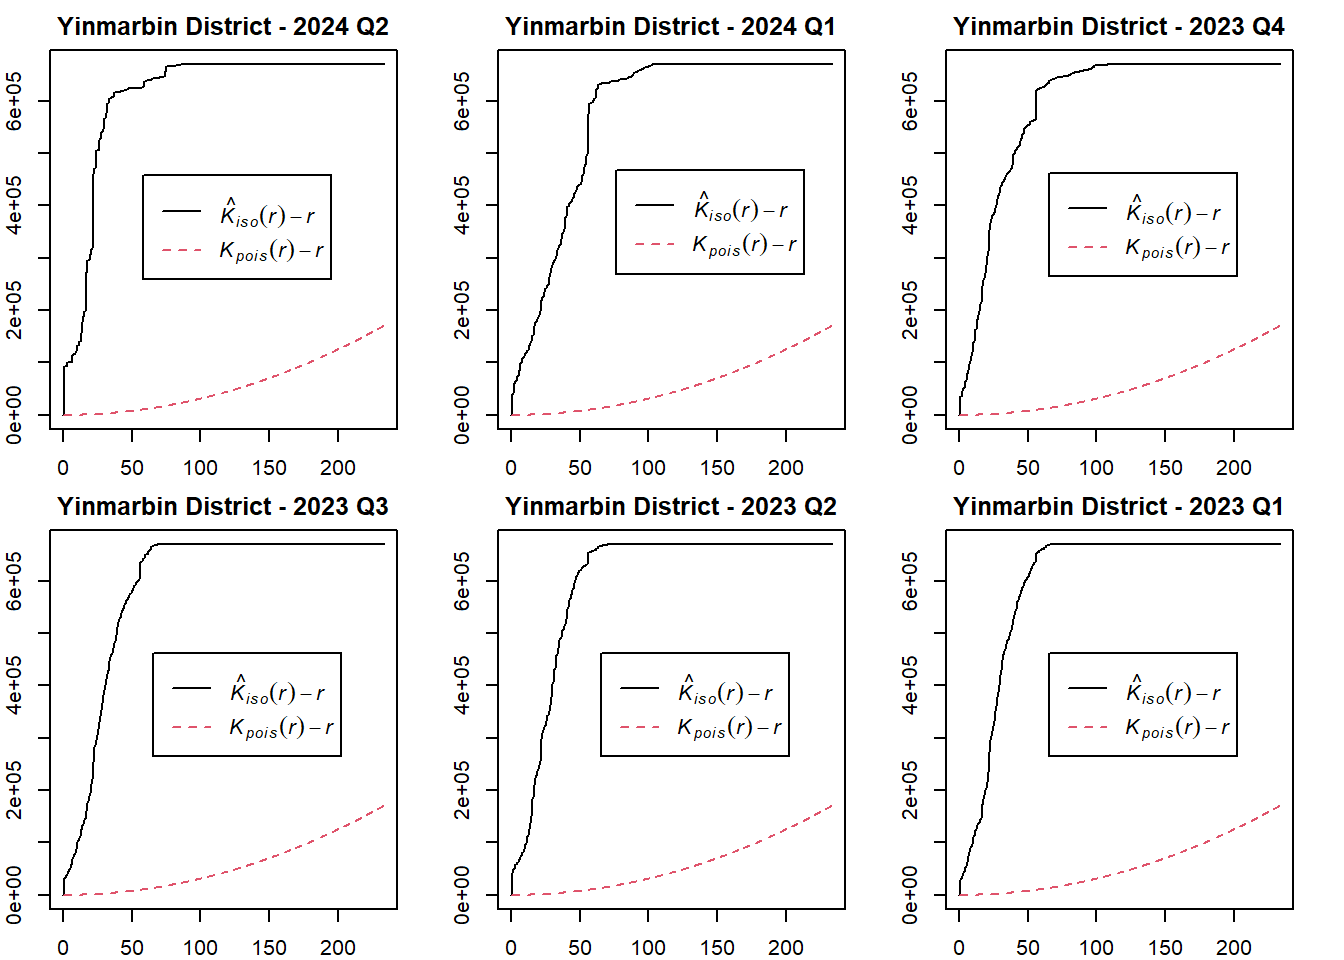 Yinmarbin District - 2024 Q2
6e+05
4e+05
2e+05
0e+00
K̂iso(r) – r
Kpois(r) – r
0 50 100 150 200
Yinmarbin District - 2024 Q1
6e+05
4e+05
2e+05
0e+00
K̂iso(r) – r
Kpois(r) – r
0 50 100 150 200
Yinmarbin District - 2023 Q4
6e+05
4e+05
2e+05
0e+00
K̂iso(r) – r
Kpois(r) – r
0 50 100 150 200
Yinmarbin District - 2023 Q3
6e+05
4e+05
2e+05
0e+00
K̂iso(r) – r
Kpois(r) – r
0 50 100 150 200
Yinmarbin District - 2023 Q2
6e+05
4e+05
2e+05
0e+00
K̂iso(r) – r
Kpois(r) – r
0 50 100 150 200
Yinmarbin District - 2023 Q1
6e+05
4e+05
2e+05
0e+00
K̂iso(r) – r
Kpois(r) – r
0 50 100 150 200